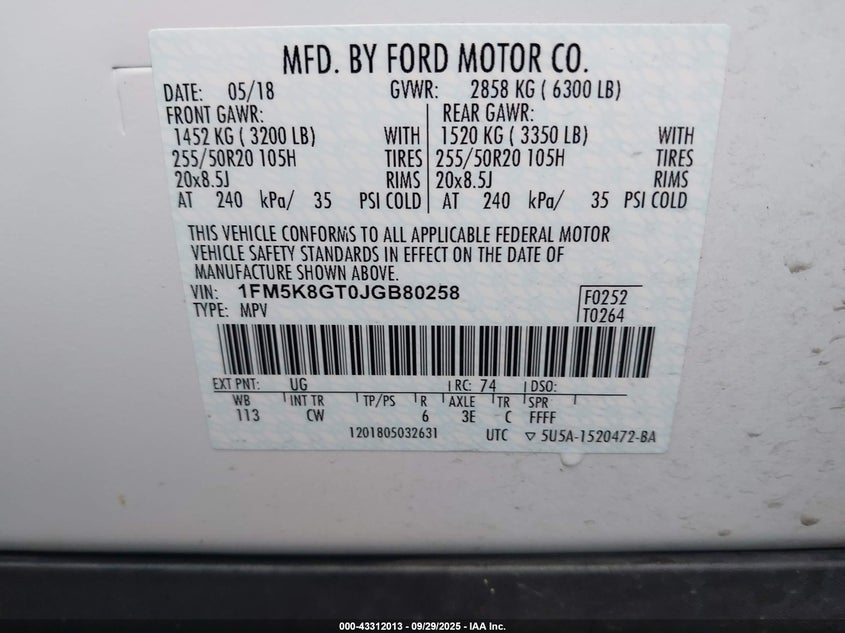 MFD. BY FORD MOTOR CO.
DATE: 05/18 GVWR: 2858 KG ( 6300 LB)
FRONT GAWR: REAR GAWR:
1452 KG ( 3200 LB) WITH 1520 KG ( 3350 LB) WITH
255/50R20 105H TIRES 255/50R20 105H TIRES
20x8.5J RIMS 20x8.5J RIMS
AT 240 kPa/ 35 PSI COLD AT 240 kPa/ 35 PSI COLD
THIS VEHICLE CONFORMS TO ALL APPLICABLE FEDERAL MOTOR
VEHICLE SAFETY STANDARDS IN EFFECT ON THE DATE OF
MANUFACTURE SHOWN ABOVE.
VIN: 1FM5K8GT0JGB80258 F0252
TYPE: MPV T0264
EXT PNT: UG RC: 74 DSO:
WB INT TR TP/PS R AXLE TR SPR
113 CW 6 3E C FFFF
1201805032631 UTC ▽ 5U5A-1520472-BA
000-43312013 - 09/29/2025 - IAA Inc.